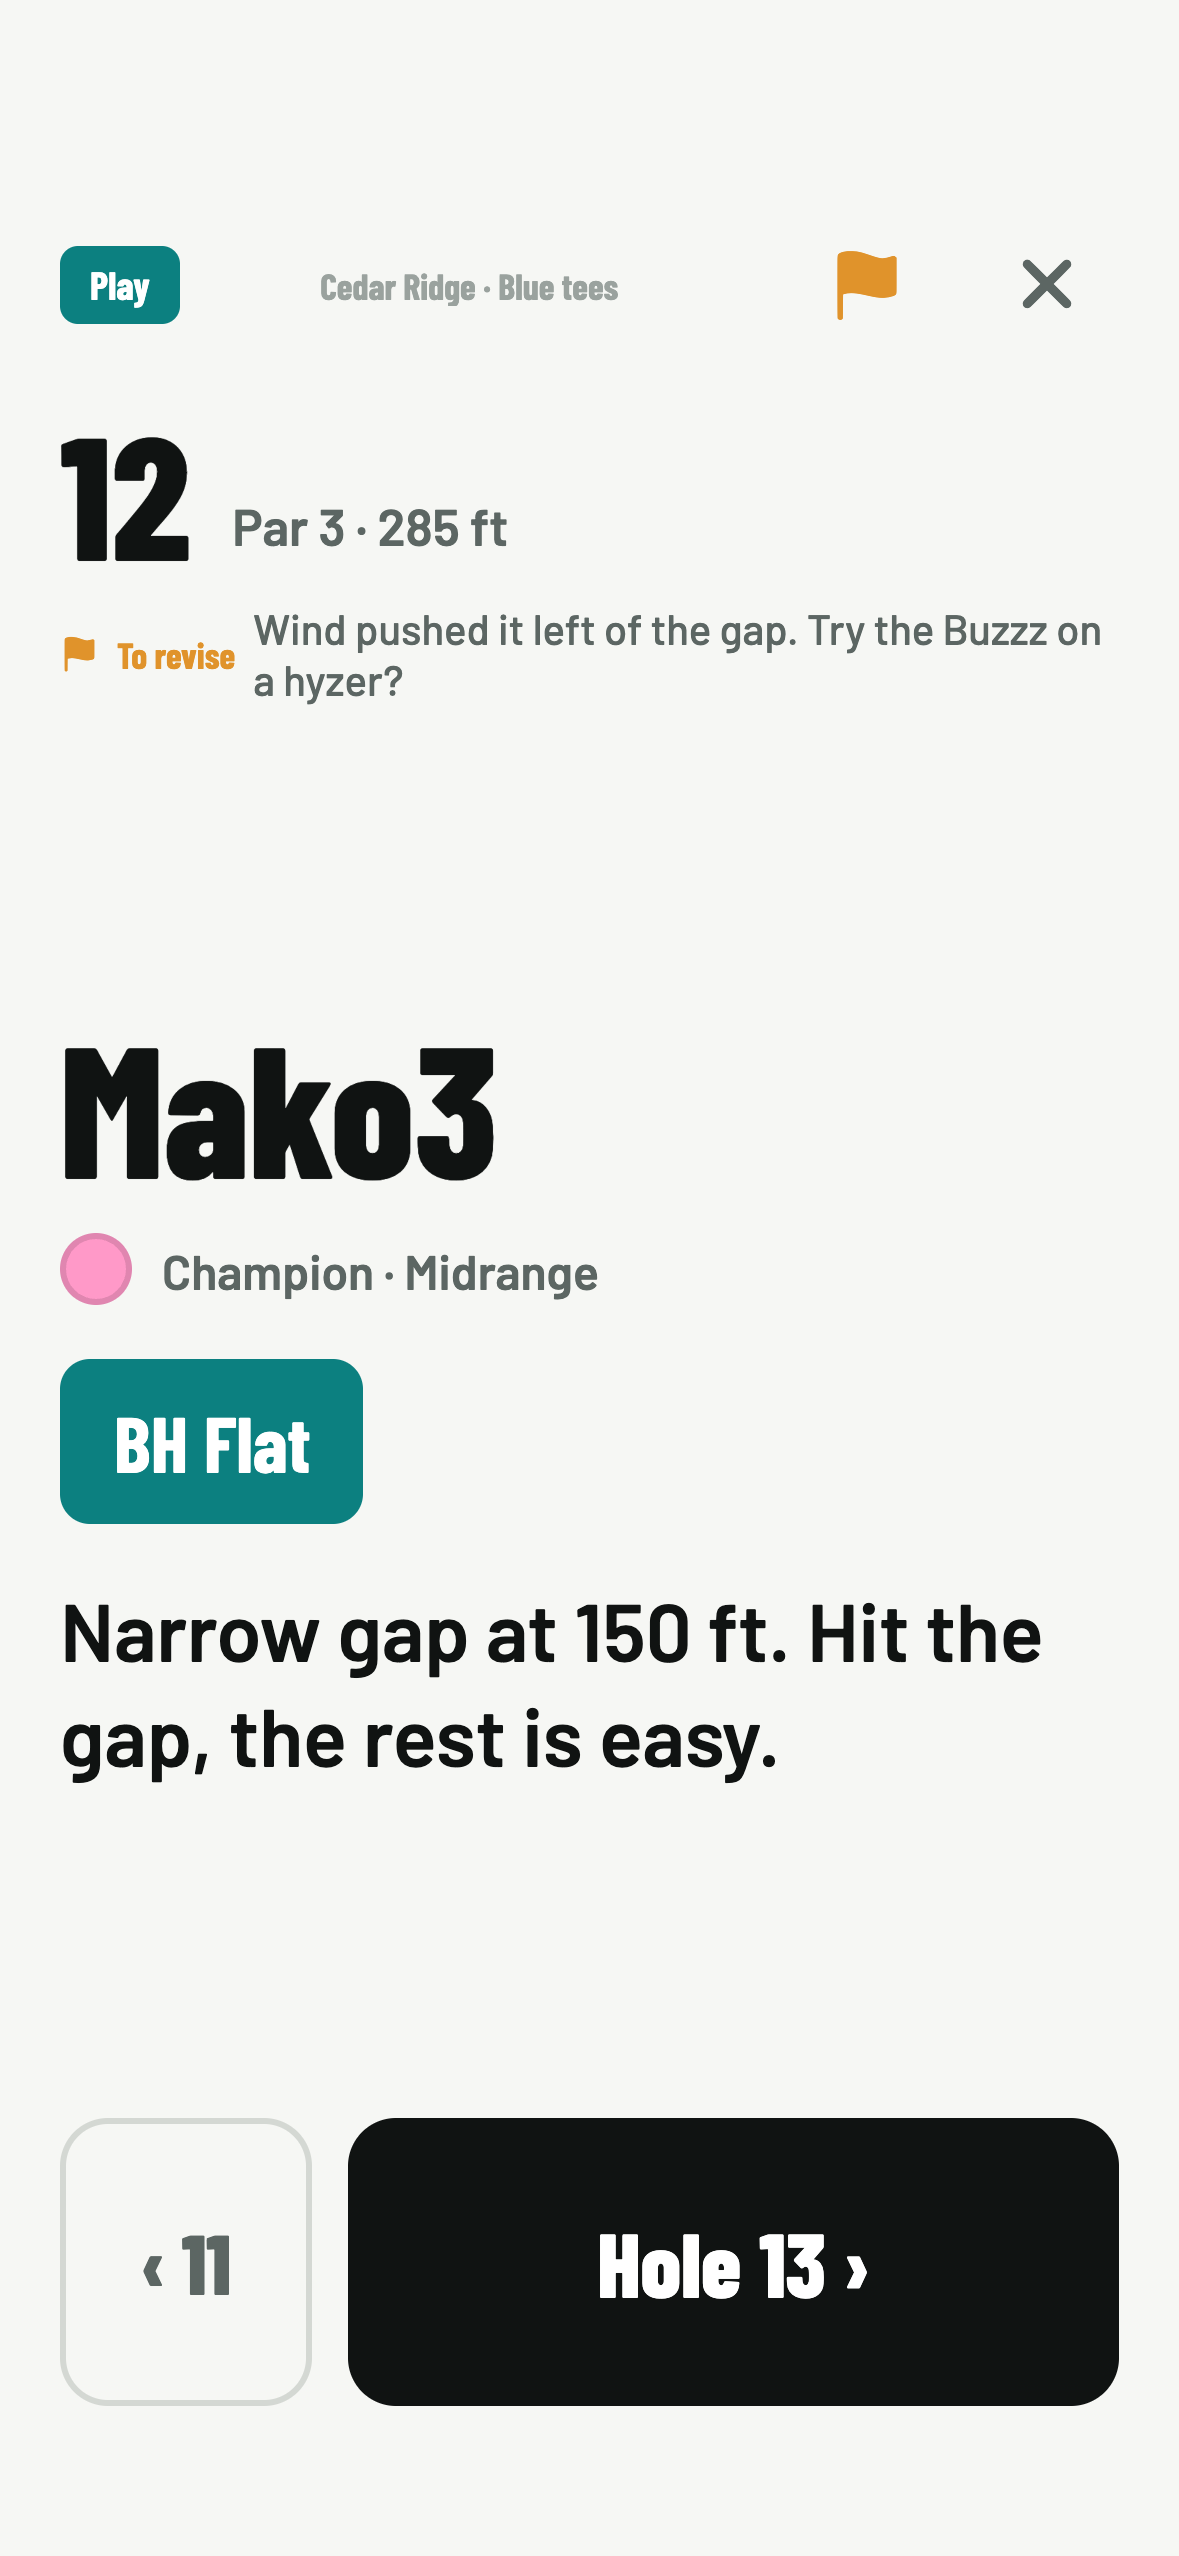 Play
Cedar Ridge · Blue tees
12
Par 3 · 285 ft
To revise
Wind pushed it left of the gap. Try the Buzzz on
a hyzer?
Mako3
Champion · Midrange
BH Flat
Narrow gap at 150 ft. Hit the
gap, the rest is easy.
‹ 11
Hole 13 ›